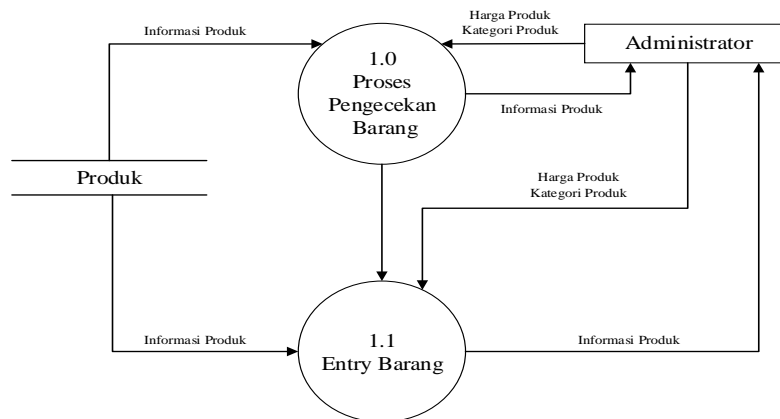 Informasi Produk
Harga Produk
Kategori Produk
Administrator
1.0
Proses
Pengecekan
Barang
Informasi Produk
Produk
Harga Produk
Kategori Produk
Informasi Produk
1.1
Entry Barang
Informasi Produk